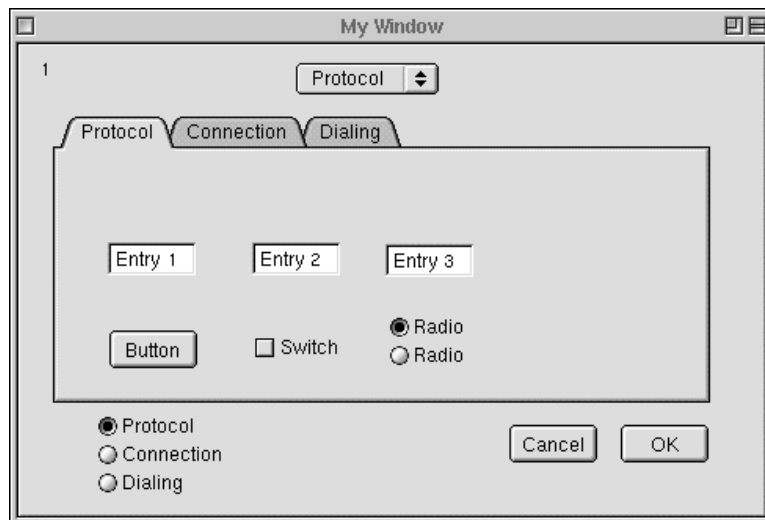 My Window
1
Protocol
Protocol Connection Dialing
Entry 1 Entry 2 Entry 3
Button Switch Radio
Radio
Protocol
Connection
Dialing
Cancel OK